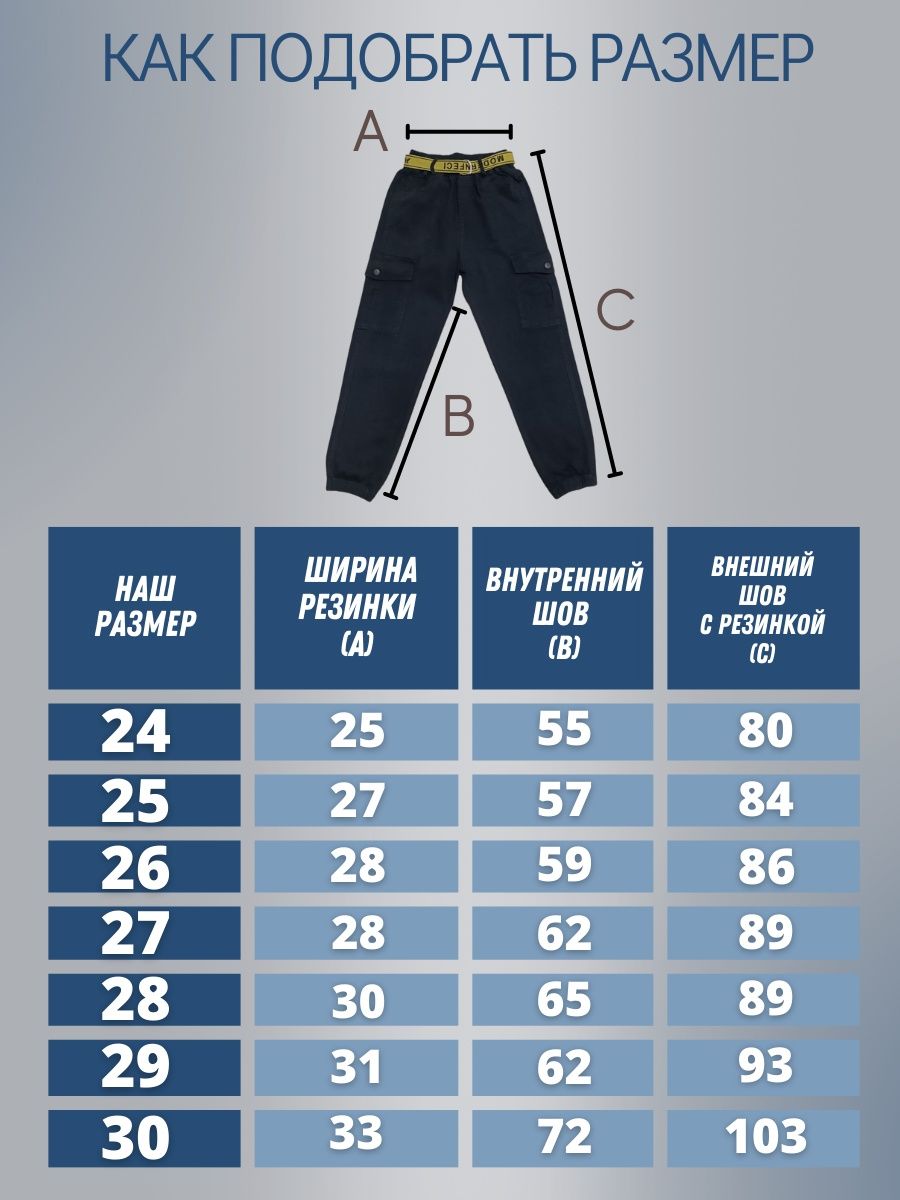 КАК ПОДОБРАТЬ РАЗМЕР
A
C
B
НАШ
РАЗМЕР
ШИРИНА
РЕЗИНКИ
(А)
ВНУТРЕННИЙ
ШОВ
(В)
ВНЕШНИЙ
ШОВ
С РЕЗИНКОЙ
(С)
24 25 55 80
25 27 57 84
26 28 59 86
27 28 62 89
28 30 65 89
29 31 62 93
30 33 72 103